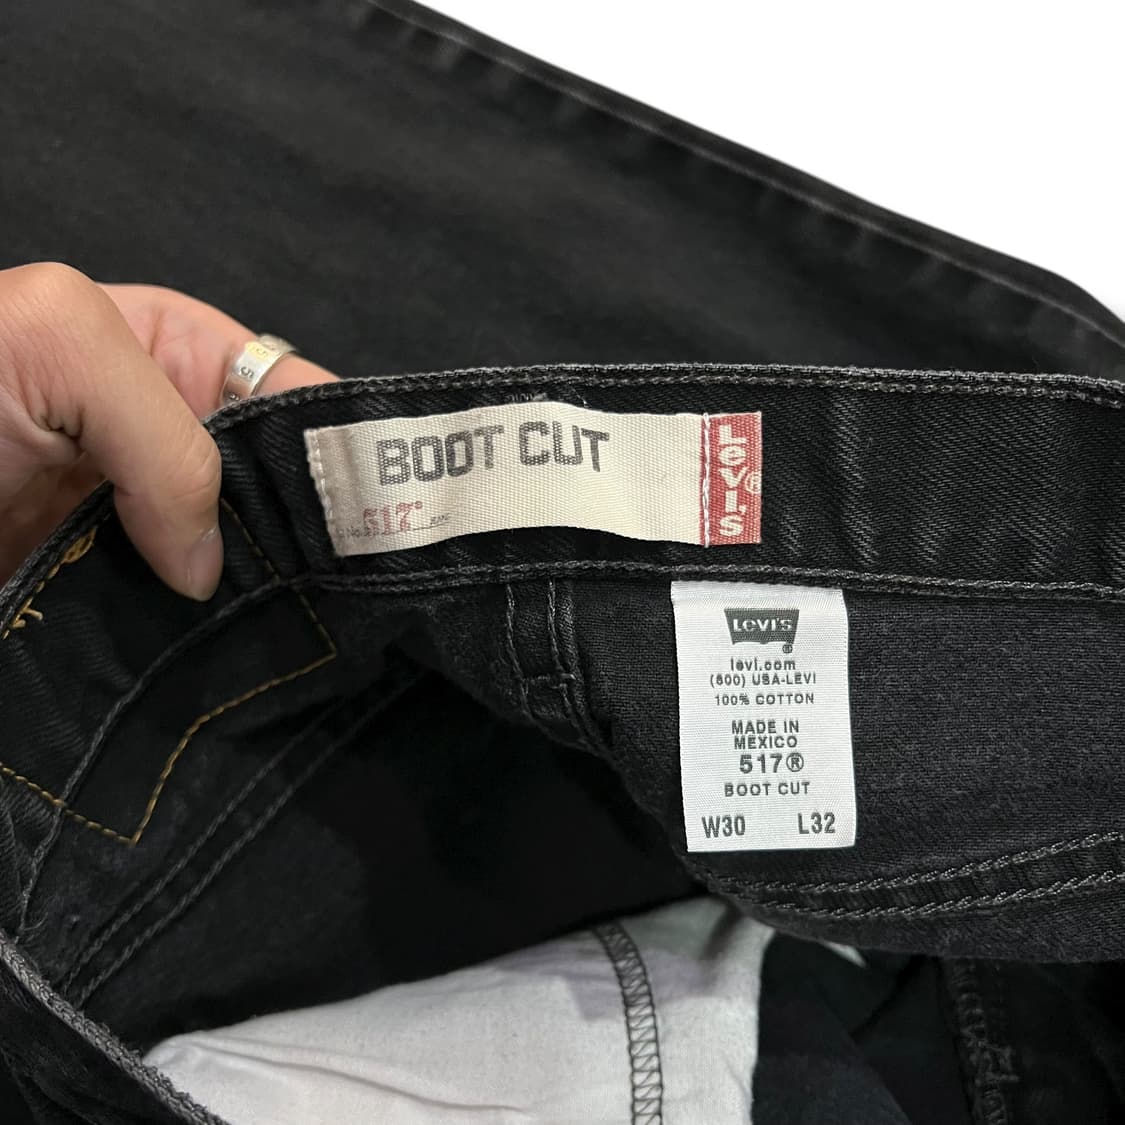 BOOT CUT
517
Levi's®
LEVI'S
®
levi.com
(800) USA-LEVI
100% COTTON
MADE IN
MEXICO
517®
BOOT CUT
W30 L32